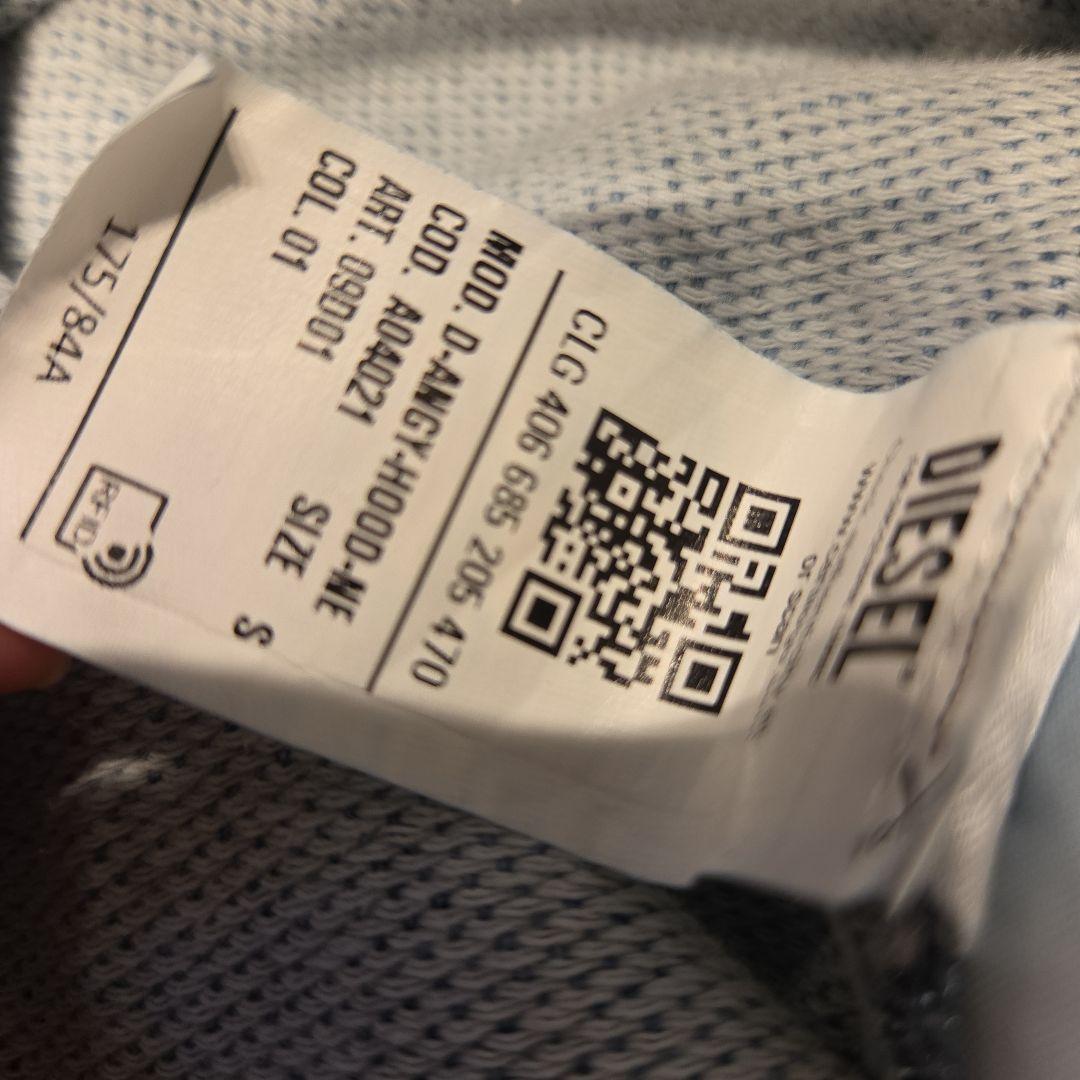 DIESEL
CLG 406 685 205 470
MOD. D-ANGY-HOOD-NE
COD. A04021
ART. 09D01
COL. 01
SIZE S
RFID
175/84A